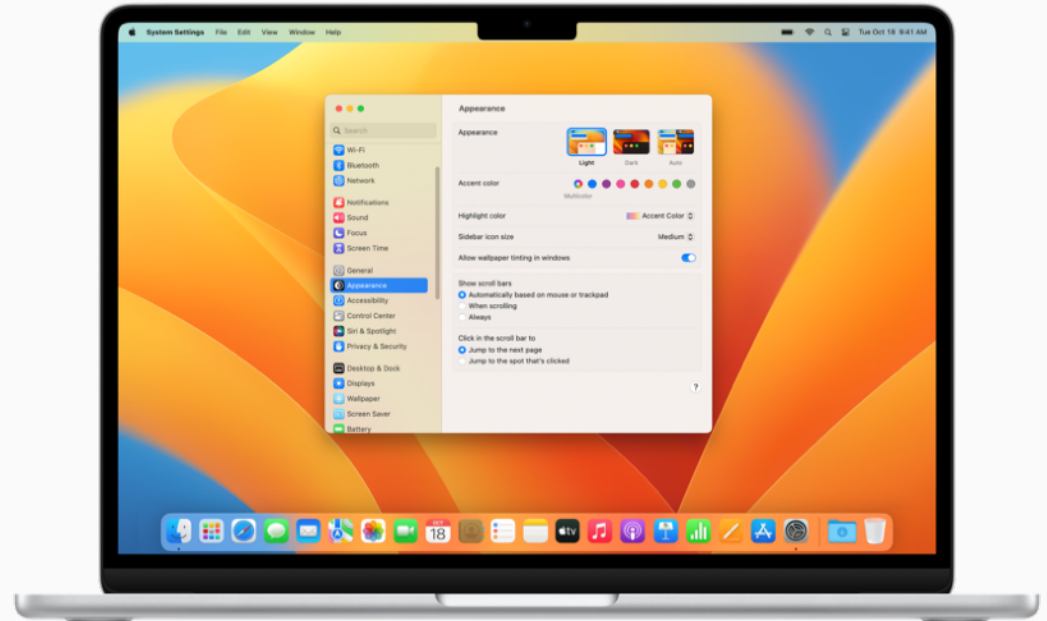 System Settings File Edit View Window Help Tue Oct 18 9:41 AM
Search
Wi-Fi
Bluetooth
Network
Notifications
Sound
Focus
Screen Time
General
Appearance
Accessibility
Control Center
Siri & Spotlight
Privacy & Security
Desktop & Dock
Displays
Wallpaper
Screen Saver
Battery
Appearance
Appearance
Light Dark Auto
Accent color
Multicolor
Highlight color Accent Color
Sidebar icon size Medium
Allow wallpaper tinting in windows
Show scroll bars
Automatically based on mouse or trackpad
When scrolling
Always
Click in the scroll bar to
Jump to the next page
Jump to the spot that's clicked
?
OCT
18
tv